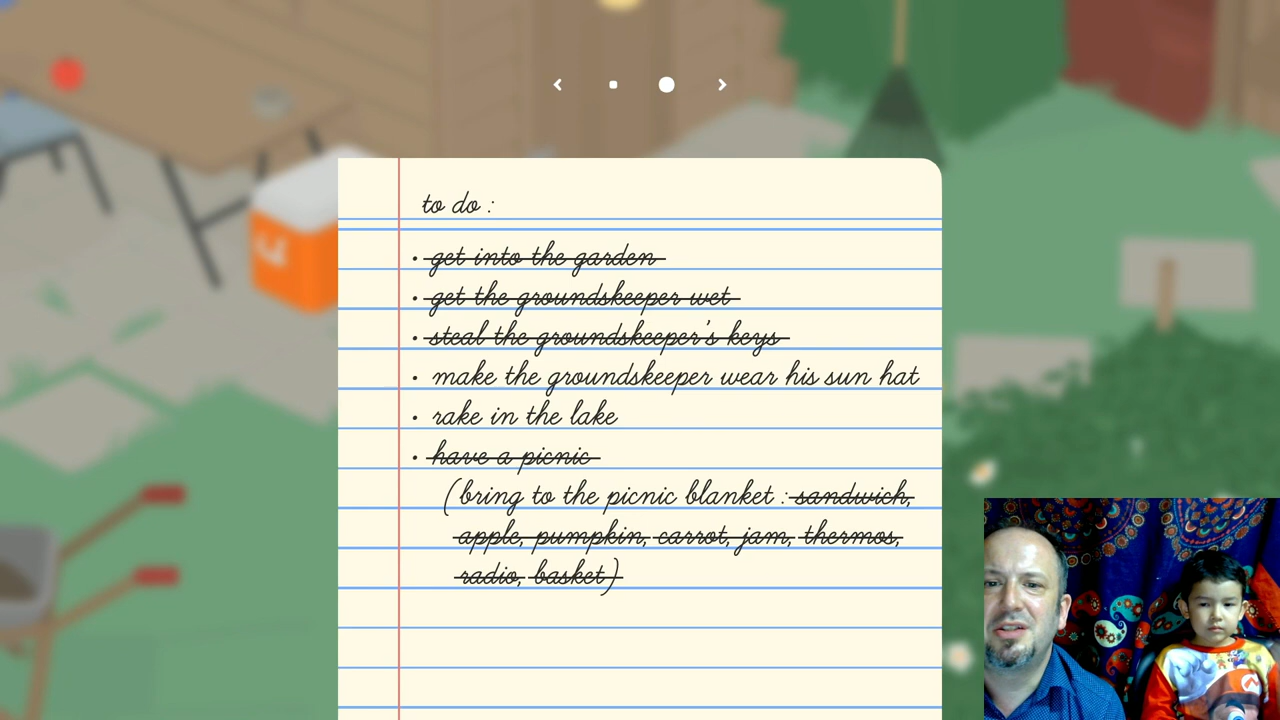 to do :
• get into the garden
• get the groundskeeper wet
• steal the groundskeeper's keys
• make the groundskeeper wear his sun hat
• rake in the lake
• have a picnic
(bring to the picnic blanket : sandwich,
apple, pumpkin, carrot, jam, thermos,
radio, basket)